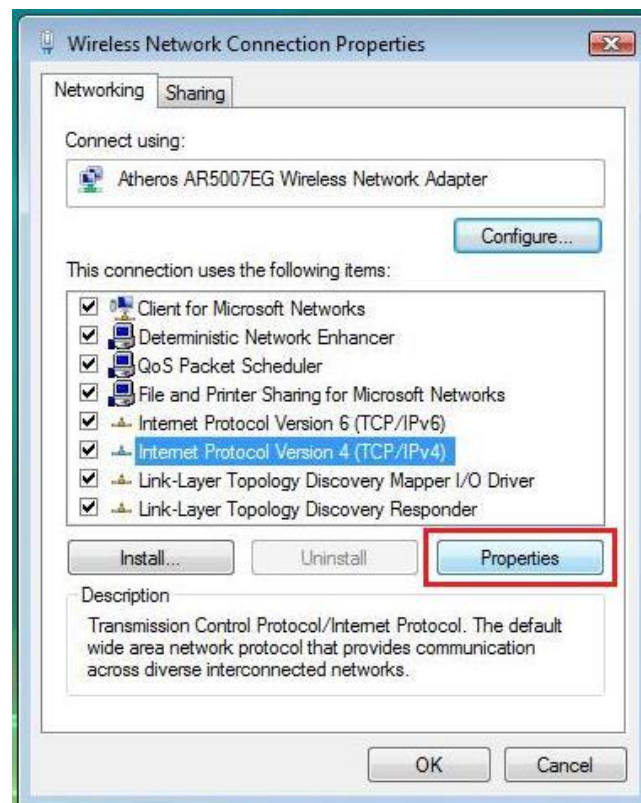 Wireless Network Connection Properties
Networking
Sharing
Connect using:
Atheros AR5007EG Wireless Network Adapter
Configure...
This connection uses the following items:
Client for Microsoft Networks
Deterministic Network Enhancer
QoS Packet Scheduler
File and Printer Sharing for Microsoft Networks
Internet Protocol Version 6 (TCP/IPv6)
Internet Protocol Version 4 (TCP/IPv4)
Link-Layer Topology Discovery Mapper I/O Driver
Link-Layer Topology Discovery Responder
Install...
Uninstall
Properties
Description
Transmission Control Protocol/Internet Protocol. The default
wide area network protocol that provides communication
across diverse interconnected networks.
OK
Cancel